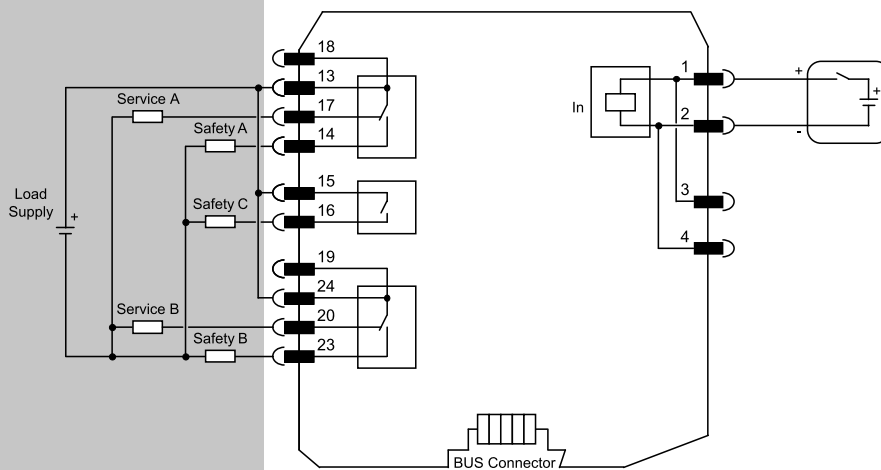 18
13
Service A
17
Safety A
14
15
Load
Supply
+
Safety C
16
19
24
Service B
20
Safety B
23
In
1
+
+
2
-
3
4
BUS Connector